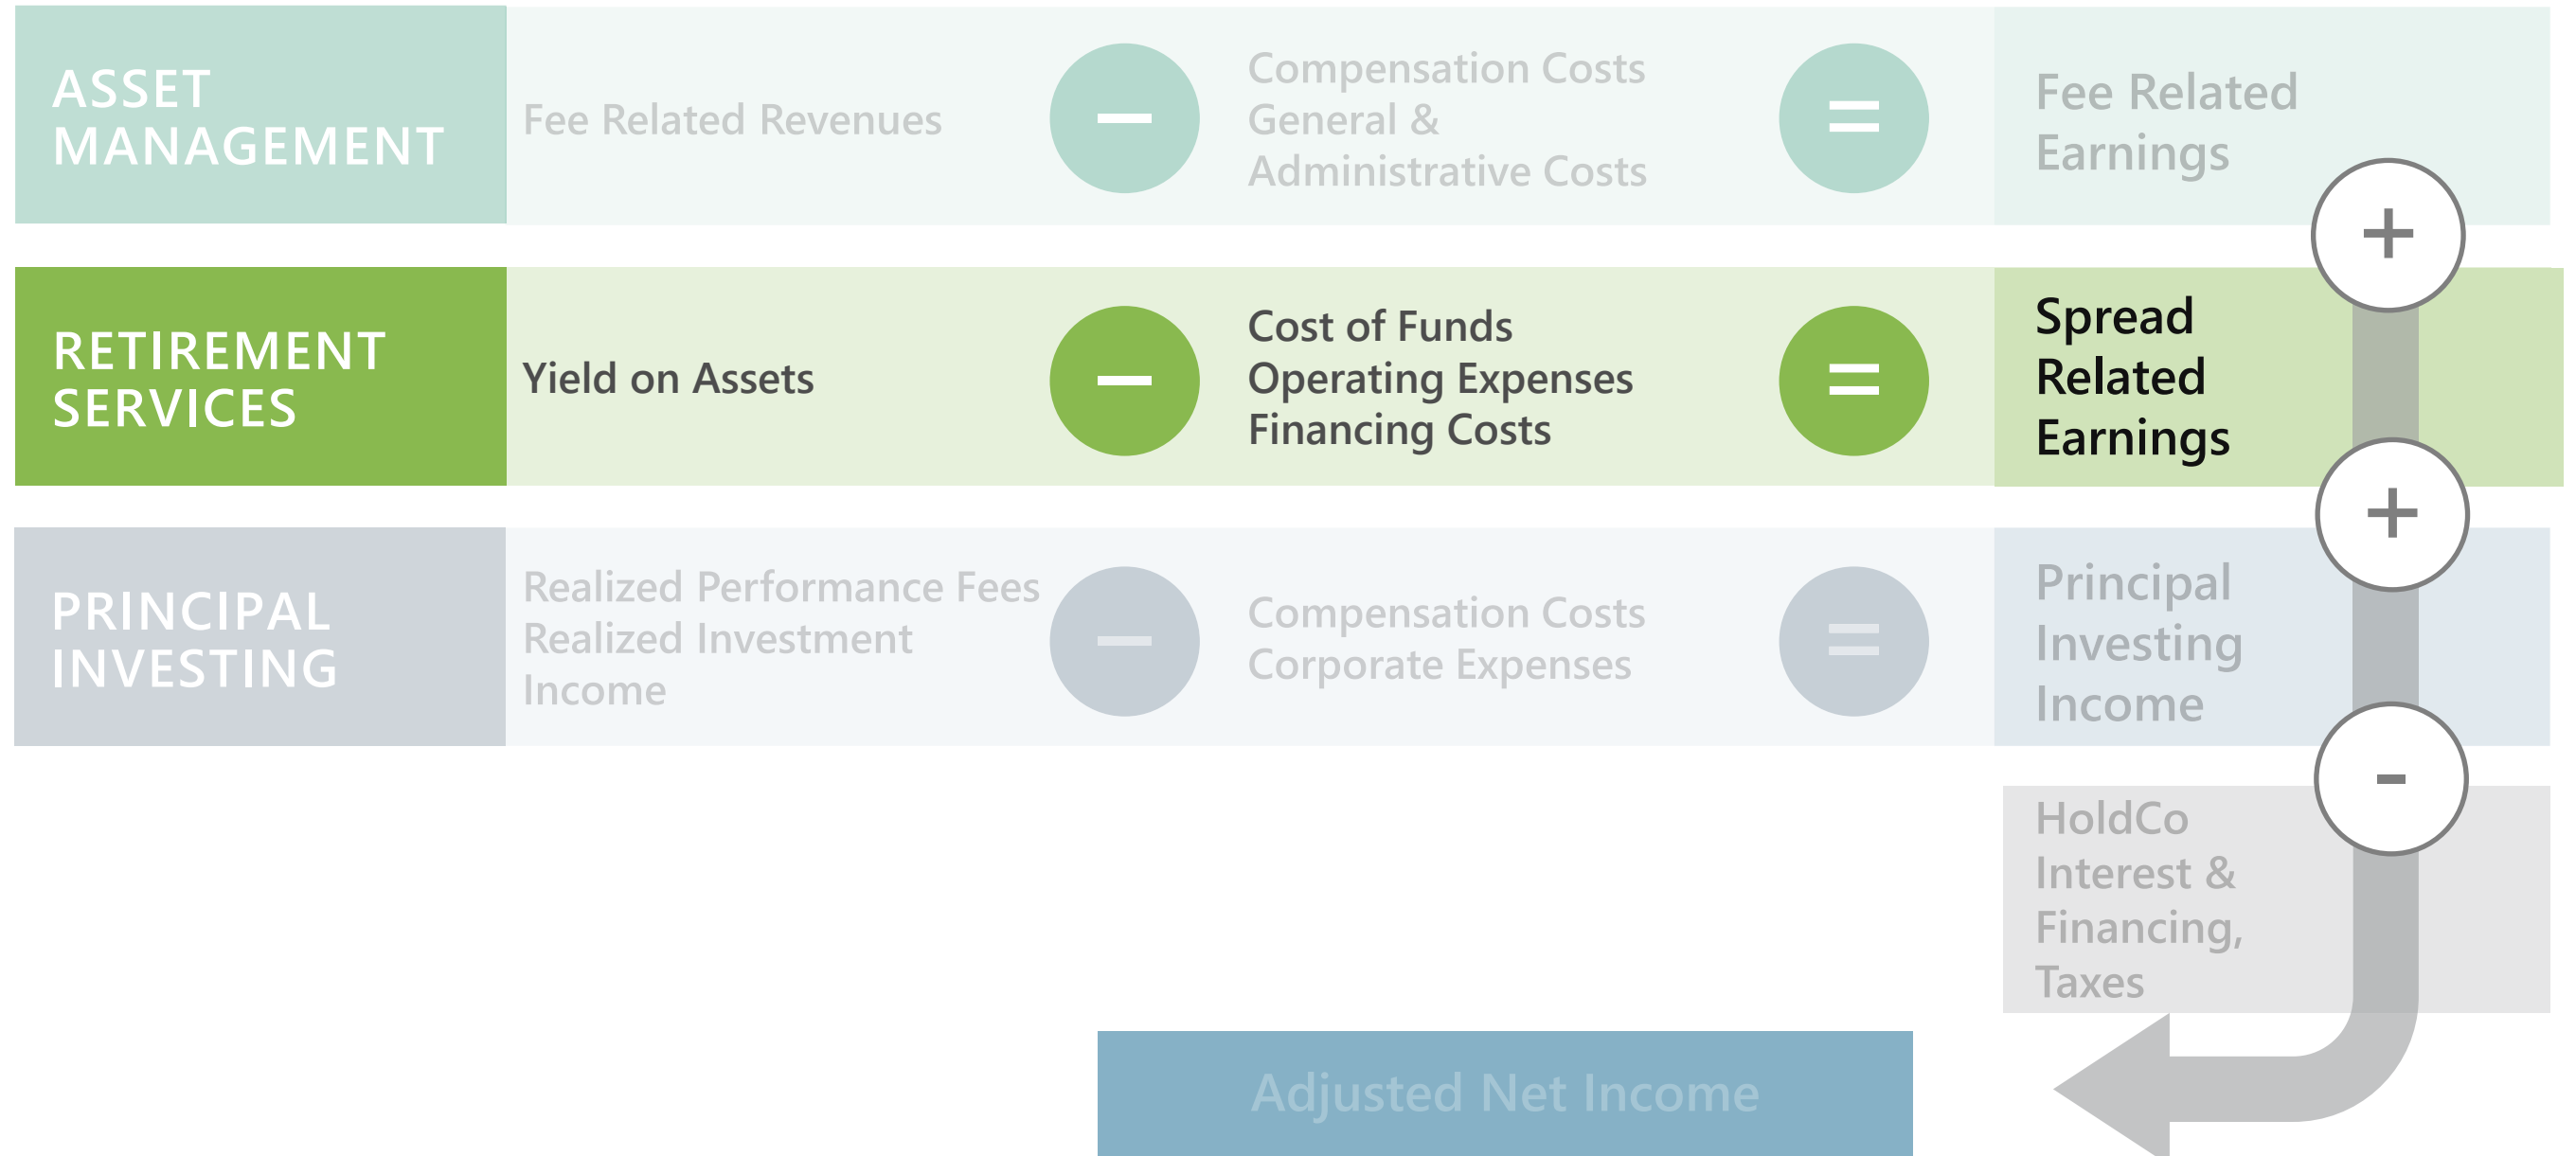 ASSET
MANAGEMENT
Fee Related Revenues
–
Compensation Costs
General &
Administrative Costs
=
Fee Related
Earnings
+
RETIREMENT
SERVICES
Yield on Assets
–
Cost of Funds
Operating Expenses
Financing Costs
=
Spread
Related
Earnings
+
PRINCIPAL
INVESTING
Realized Performance Fees
Realized Investment
Income
–
Compensation Costs
Corporate Expenses
=
Principal
Investing
Income
-
HoldCo
Interest &
Financing,
Taxes
Adjusted Net Income